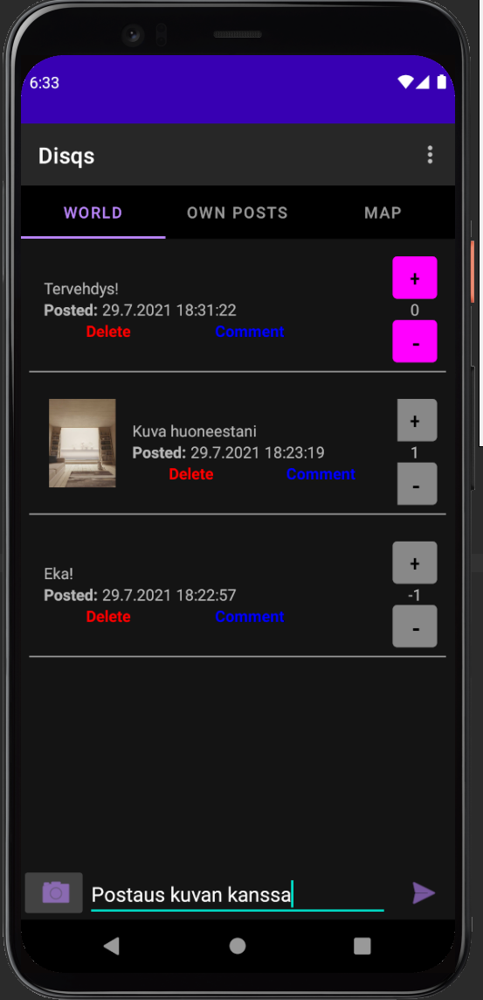 6:33
Disqs
WORLD OWN POSTS MAP
Tervehdys!
Posted: 29.7.2021 18:31:22
Delete Comment
+
0
-
Kuva huoneestani
Posted: 29.7.2021 18:23:19
Delete Comment
+
1
-
Eka!
Posted: 29.7.2021 18:22:57
Delete Comment
+
-1
-
Postaus kuvan kanssa